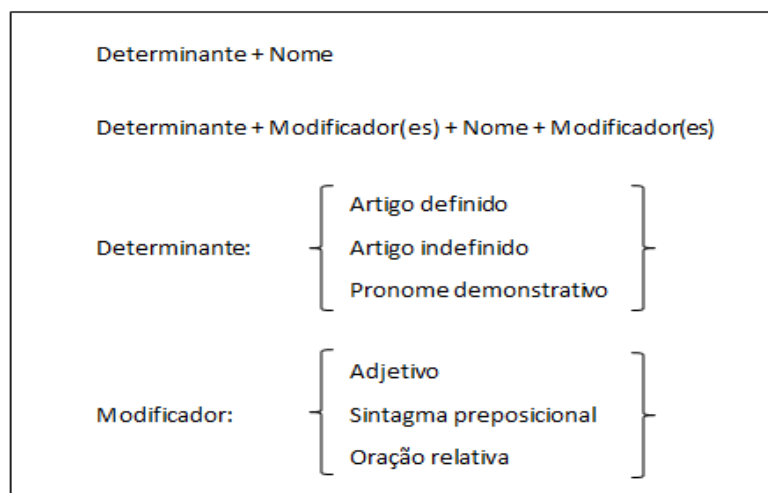 Determinante + Nome
Determinante + Modificador(es) + Nome + Modificador(es)
Artigo definido
Determinante: Artigo indefinido
Pronome demonstrativo
Adjetivo
Modificador: Sintagma preposicional
Oração relativa